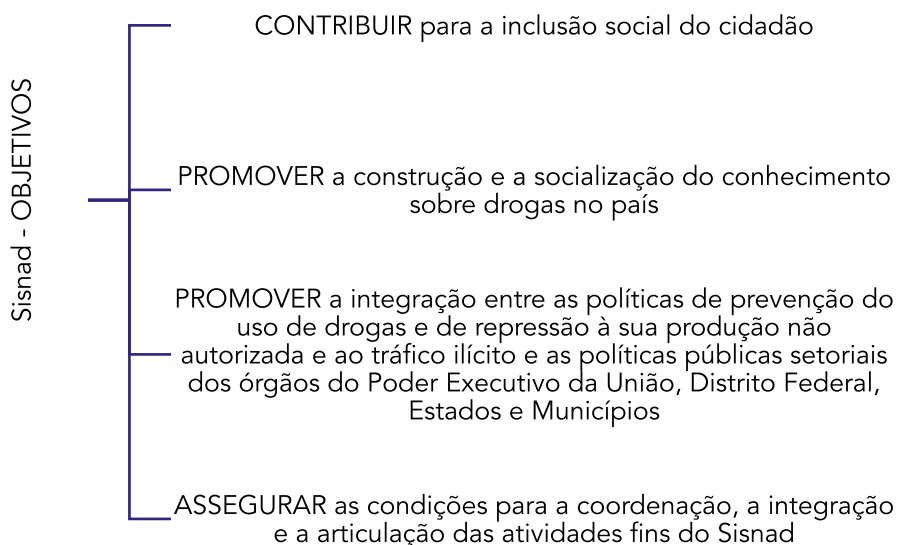 Sisnad - OBJETIVOS
CONTRIBUIR para a inclusão social do cidadão
PROMOVER a construção e a socialização do conhecimento
sobre drogas no país
PROMOVER a integração entre as políticas de prevenção do
uso de drogas e de repressão à sua produção não
autorizada e ao tráfico ilícito e as políticas públicas setoriais
dos órgãos do Poder Executivo da União, Distrito Federal,
Estados e Municípios
ASSEGURAR as condições para a coordenação, a integração
e a articulação das atividades fins do Sisnad